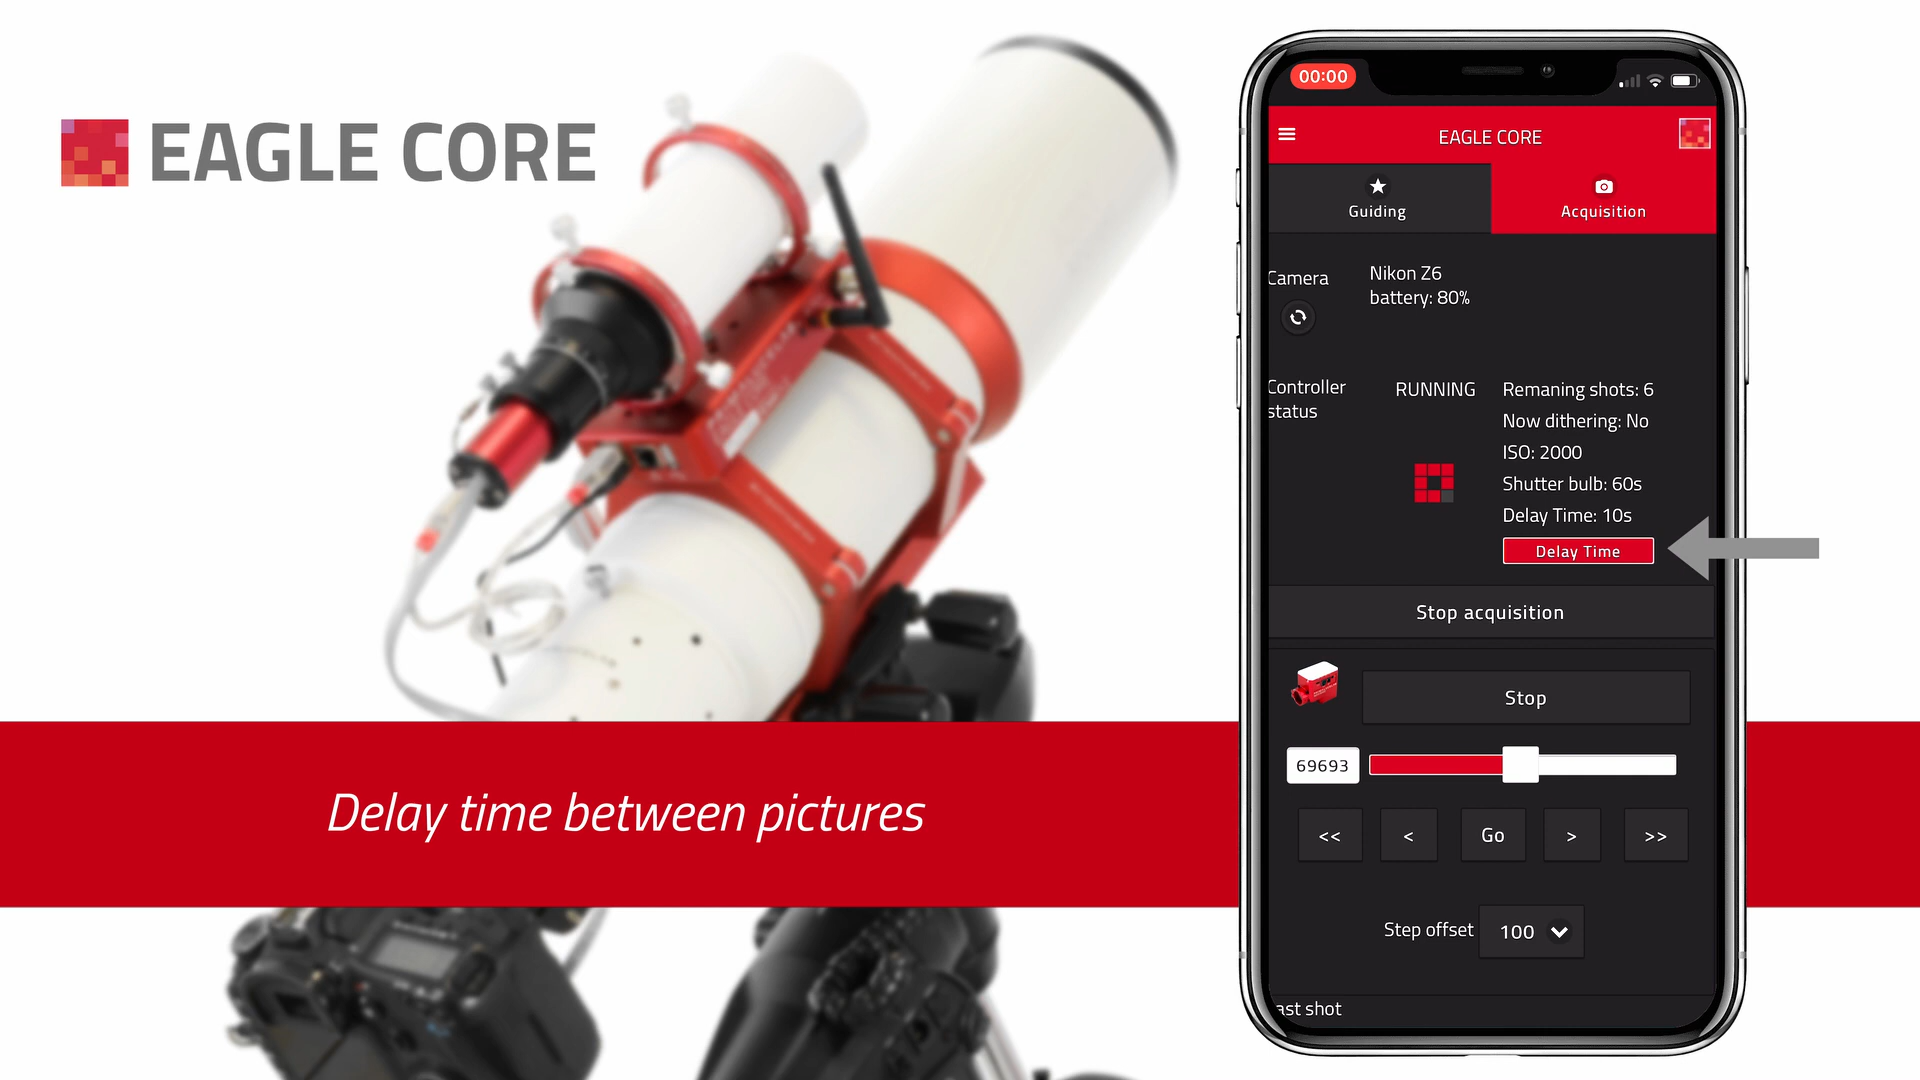 EAGLE CORE
Delay time between pictures
00:00
EAGLE CORE
Guiding
Acquisition
Camera
Nikon Z6
battery: 80%
Controller
status
RUNNING
Remaning shots: 6
Now dithering: No
ISO: 2000
Shutter bulb: 60s
Delay Time: 10s
Delay Time
Stop acquisition
Stop
69693
<< < Go > >>
Step offset 100
ast shot